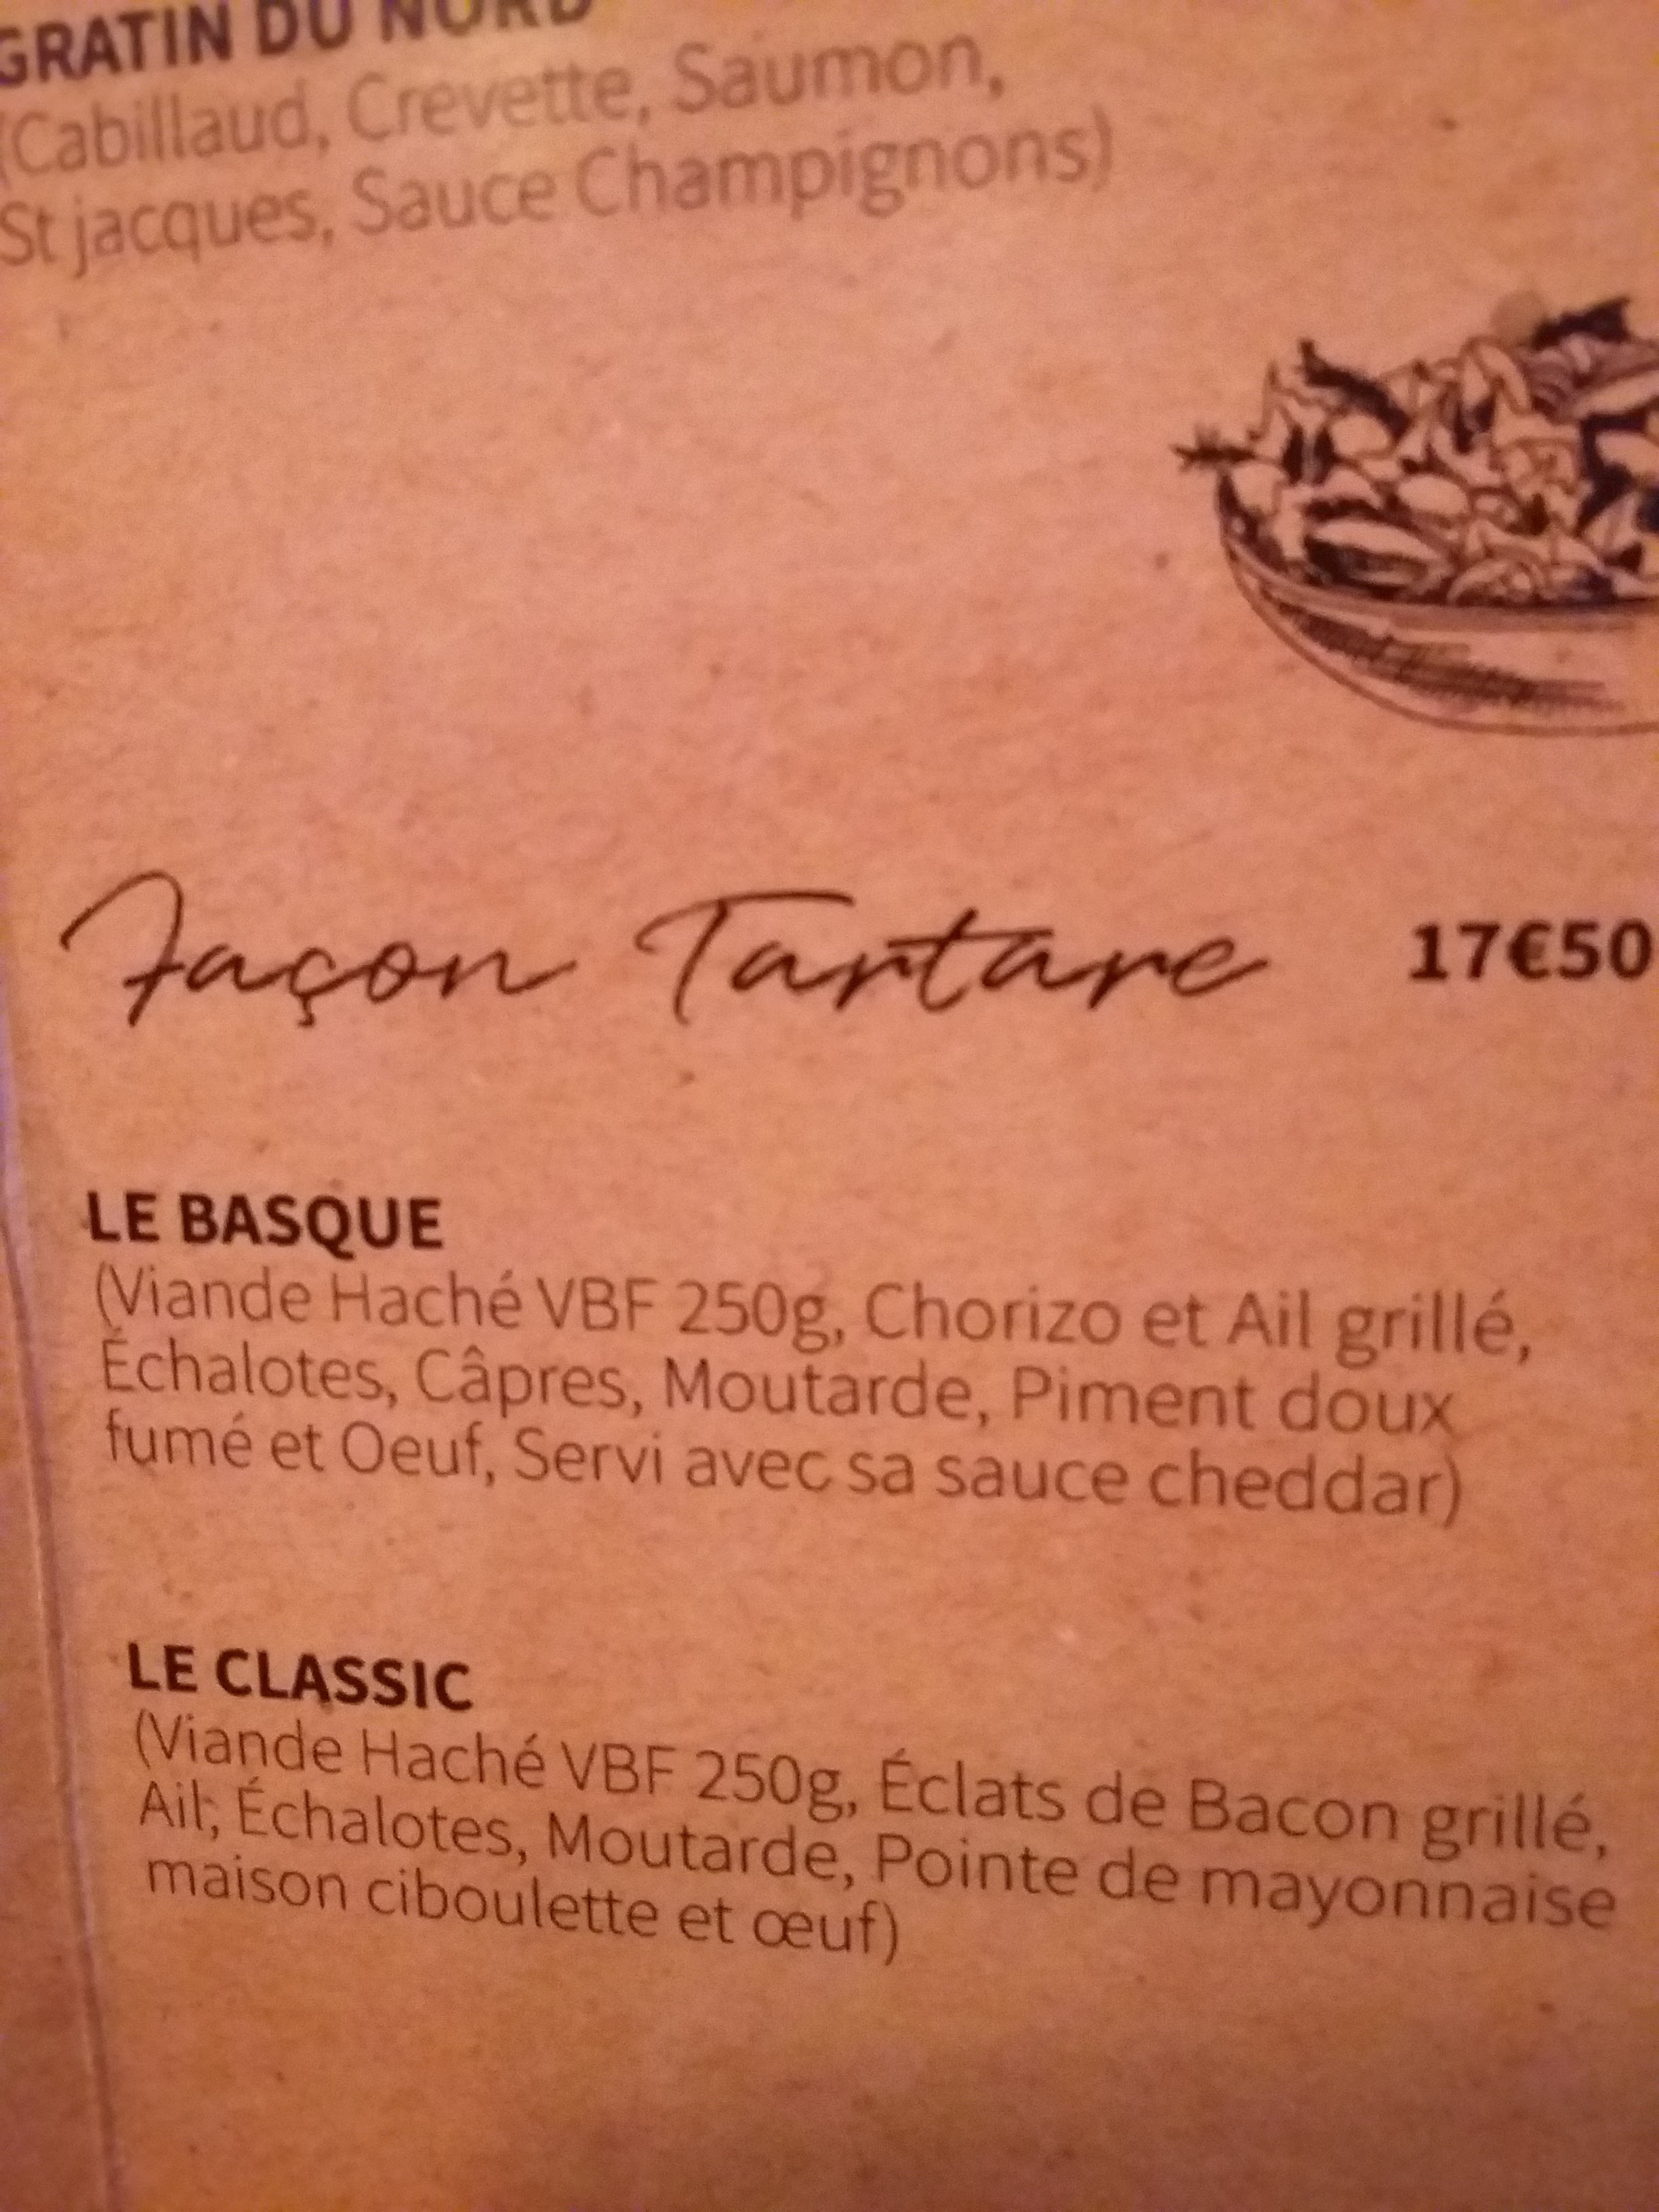 GRATIN DU NORD
(Cabillaud, Crevette, Saumon,
St jacques, Sauce Champignons)
Façon Tartare 17€50
LE BASQUE
(Viande Haché VBF 250g, Chorizo et Ail grillé,
Échalotes, Câpres, Moutarde, Piment doux
fumé et Oeuf, Servi avec sa sauce cheddar)
LE CLASSIC
(Viande Haché VBF 250g, Éclats de Bacon grillé,
Ail; Échalotes, Moutarde, Pointe de mayonnaise
maison ciboulette et œuf)